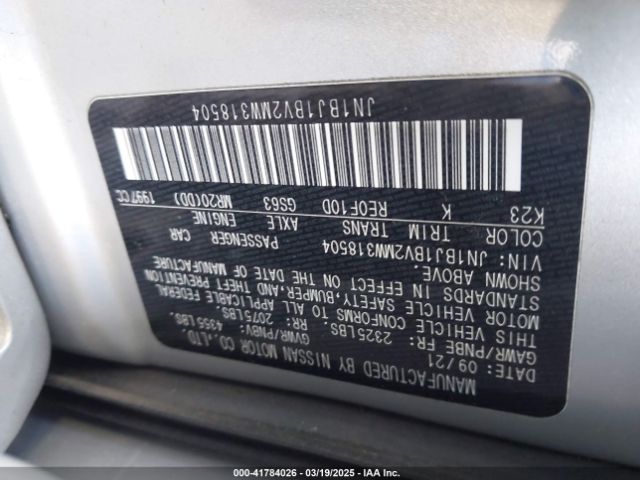 MANUFACTURED BY NISSAN MOTOR CO.,LTD.
DATE: 09/21 GVWR/PNBV: 4355 LBS.
GAWR/PNBE FR: 2325LBS. RR: 2075LBS.
THIS VEHICLE CONFORMS TO ALL APPLICABLE FEDERAL
MOTOR VEHICLE SAFETY,BUMPER,AND THEFT PREVENTION
STANDARDS IN EFFECT ON THE DATE OF MANUFACTURE
SHOWN ABOVE.
VIN: JN1BJ1BV2MW318504 PASSENGER CAR
COLOR TRIM TRANS AXLE ENGINE
K23 K RE0F10D GS63 MR20(DD) 1997CC
JN1BJ1BV2MW318504
000-41784026 - 03/19/2025 - IAA Inc.